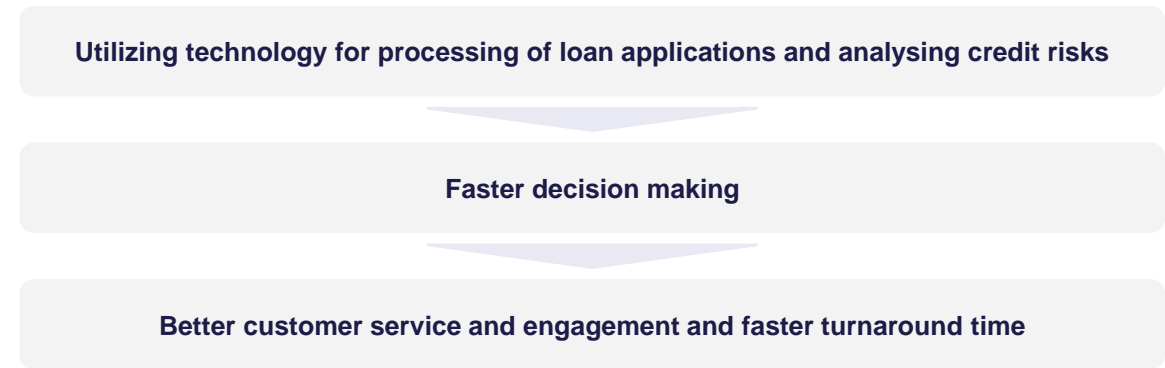 Utilizing technology for processing of loan applications and analysing credit risks
Faster decision making
Better customer service and engagement and faster turnaround time